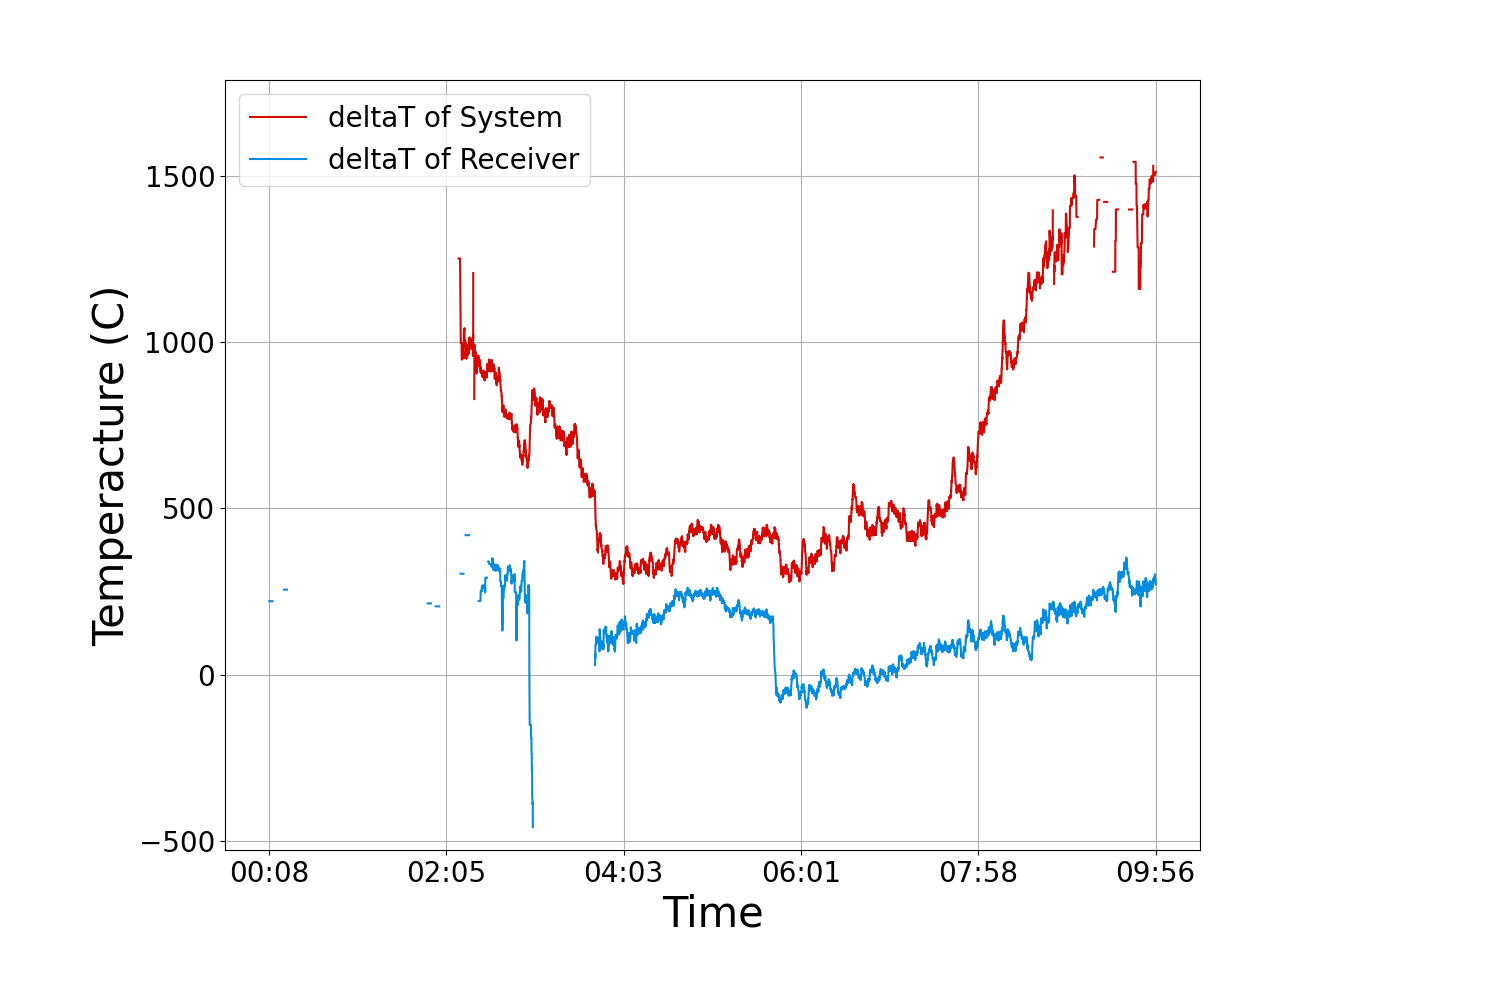 deltaT of System
deltaT of Receiver
Temperacture (C)
1500
1000
500
0
−500
00:08 02:05 04:03 06:01 07:58 09:56
Time